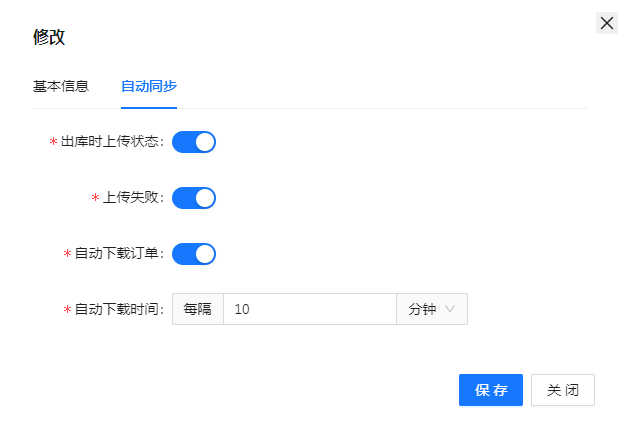 修改
基本信息 自动同步
*出库时上传状态:
*上传失败:
*自动下载订单:
*自动下载时间: 每隔 10 分钟
保存 关闭